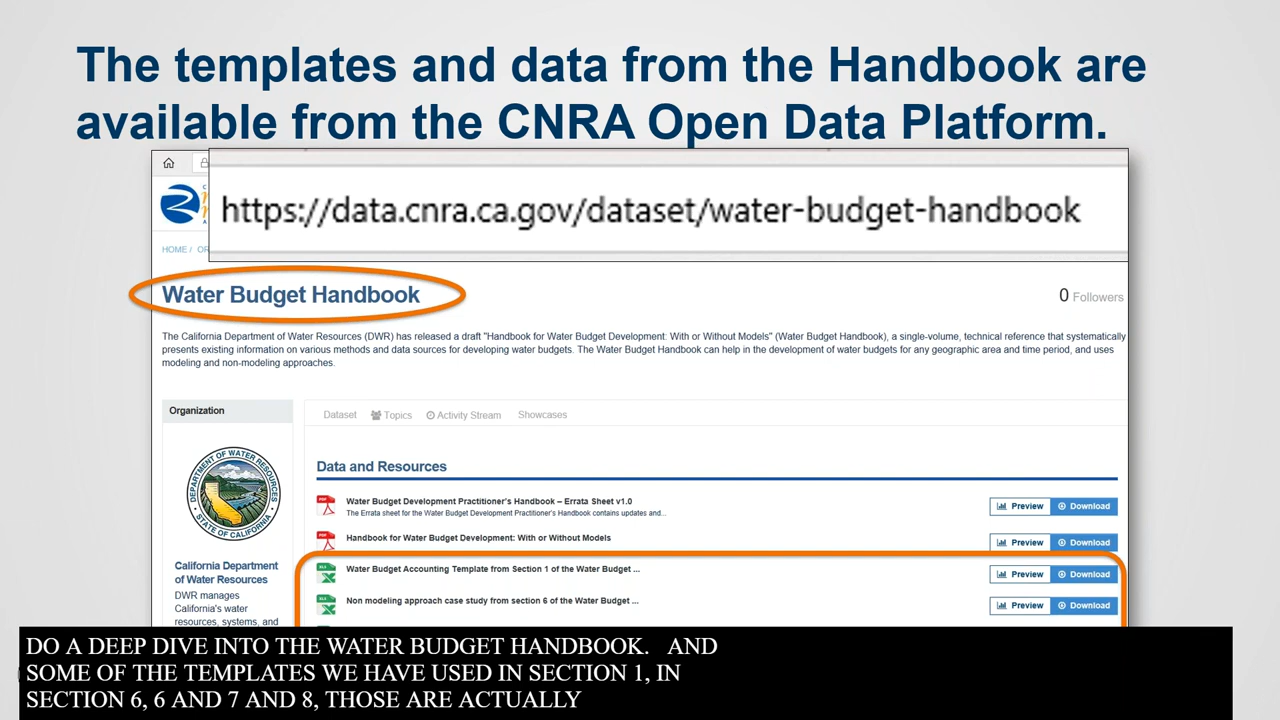 The templates and data from the Handbook are
available from the CNRA Open Data Platform.
https://data.cnra.ca.gov/dataset/water-budget-handbook
HOME /
Water Budget Handbook
0 Followers
The California Department of Water Resources (DWR) has released a draft "Handbook for Water Budget Development: With or Without Models" (Water Budget Handbook), a single-volume, technical reference that systematically
presents existing information on various methods and data sources for developing water budgets. The Water Budget Handbook can help in the development of water budgets for any geographic area and time period, and uses
modeling and non-modeling approaches.
Organization
Dataset Topics Activity Stream Showcases
DEPARTMENT OF WATER RESOURCES
STATE OF CALIFORNIA
California Department
of Water Resources
DWR manages
California's water
resources, systems, and
Data and Resources
PDF
Water Budget Development Practitioner's Handbook – Errata Sheet v1.0
The Errata sheet for the Water Budget Development Practitioner's Handbook contains updates and...
Preview Download
PDF
Handbook for Water Budget Development: With or Without Models
Preview Download
XLS
Water Budget Accounting Template from Section 1 of the Water Budget ...
Preview Download
XLS
Non modeling approach case study from section 6 of the Water Budget ...
Preview Download
DO A DEEP DIVE INTO THE WATER BUDGET HANDBOOK. AND
SOME OF THE TEMPLATES WE HAVE USED IN SECTION 1, IN
SECTION 6, 6 AND 7 AND 8, THOSE ARE ACTUALLY